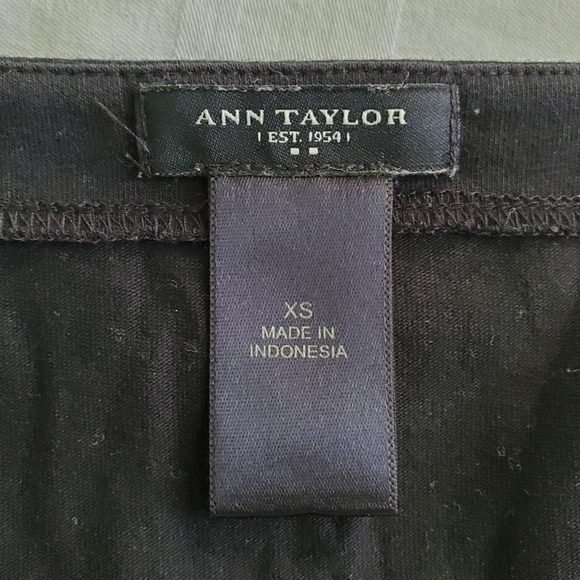 ANN TAYLOR
EST. 1954
XS
MADE IN
INDONESIA